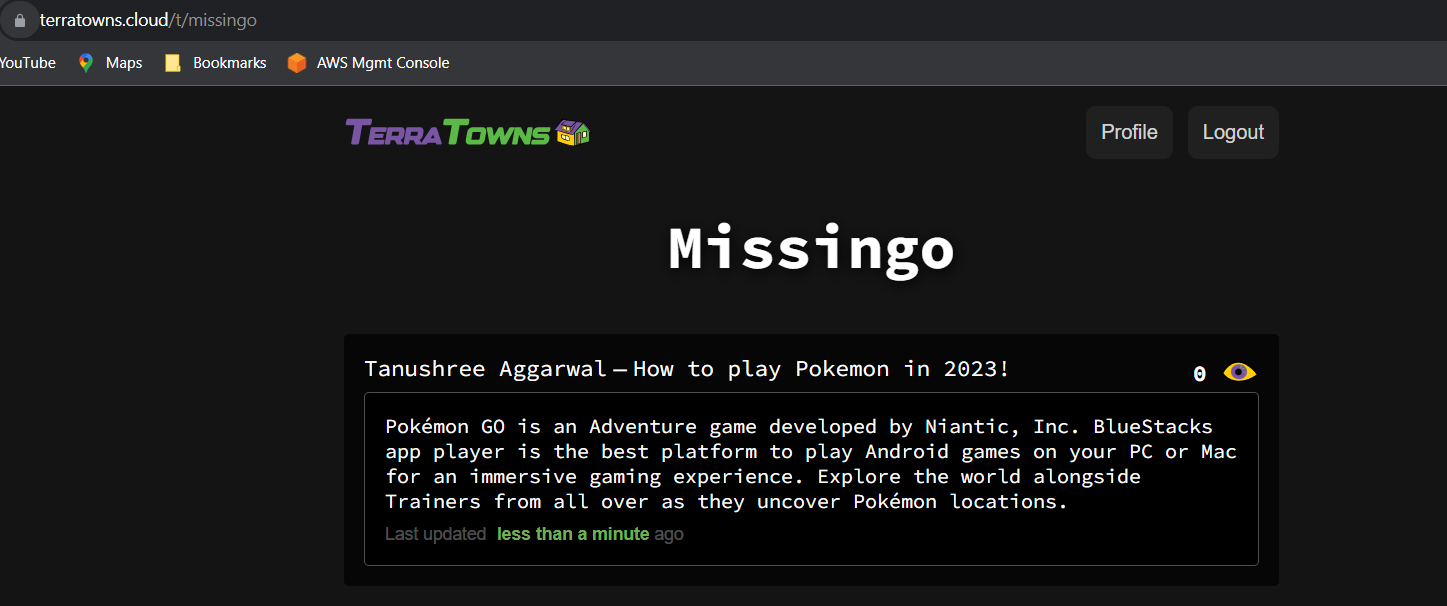 terratowns.cloud/t/missingo
YouTube Maps Bookmarks AWS Mgmt Console
TERRATOWNS Profile Logout
Missingo
Tanushree Aggarwal — How to play Pokemon in 2023! 0
Pokémon GO is an Adventure game developed by Niantic, Inc. BlueStacks
app player is the best platform to play Android games on your PC or Mac
for an immersive gaming experience. Explore the world alongside
Trainers from all over as they uncover Pokémon locations.
Last updated less than a minute ago